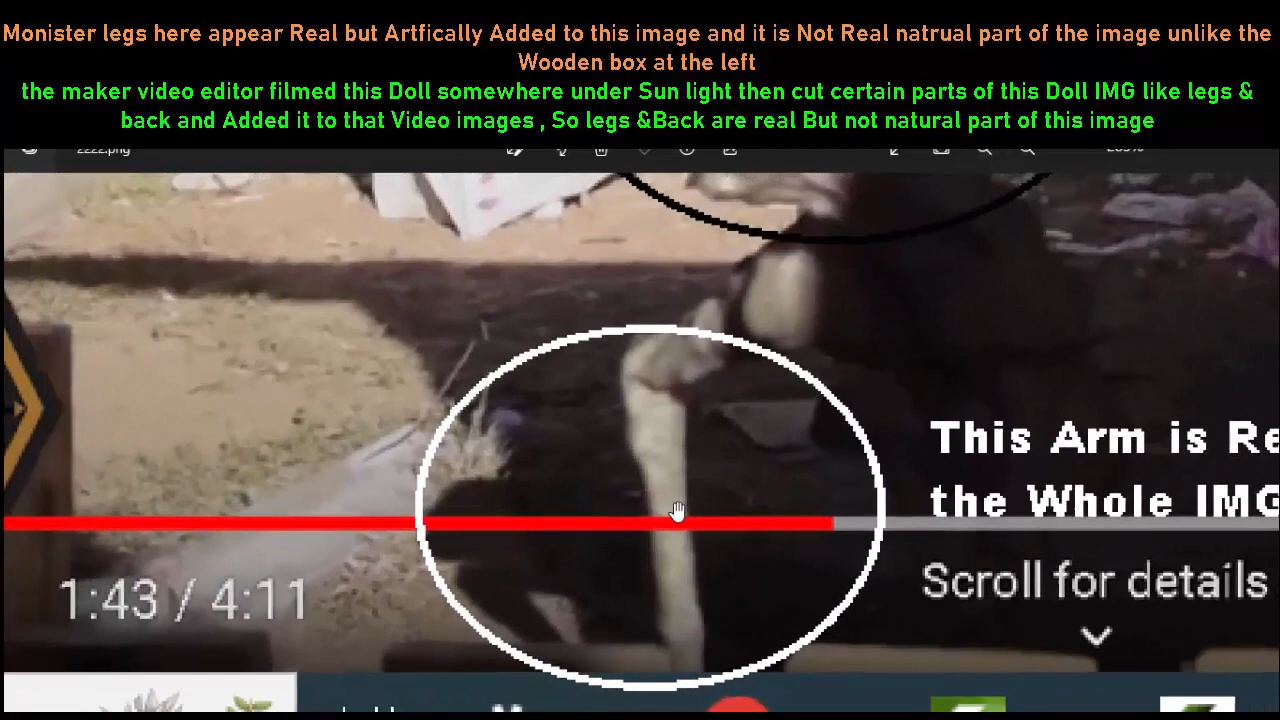 Monister legs here appear Real but Artfically Added to this image and it is Not Real natrual part of the image unlike the
Wooden box at the left
the maker video editor filmed this Doll somewhere under Sun light then cut certain parts of this Doll IMG like legs &
back and Added it to that Video images , So legs &Back are real But not natural part of this image
2222.png
This Arm is Re
the Whole IMG
1:43 / 4:11
Scroll for details